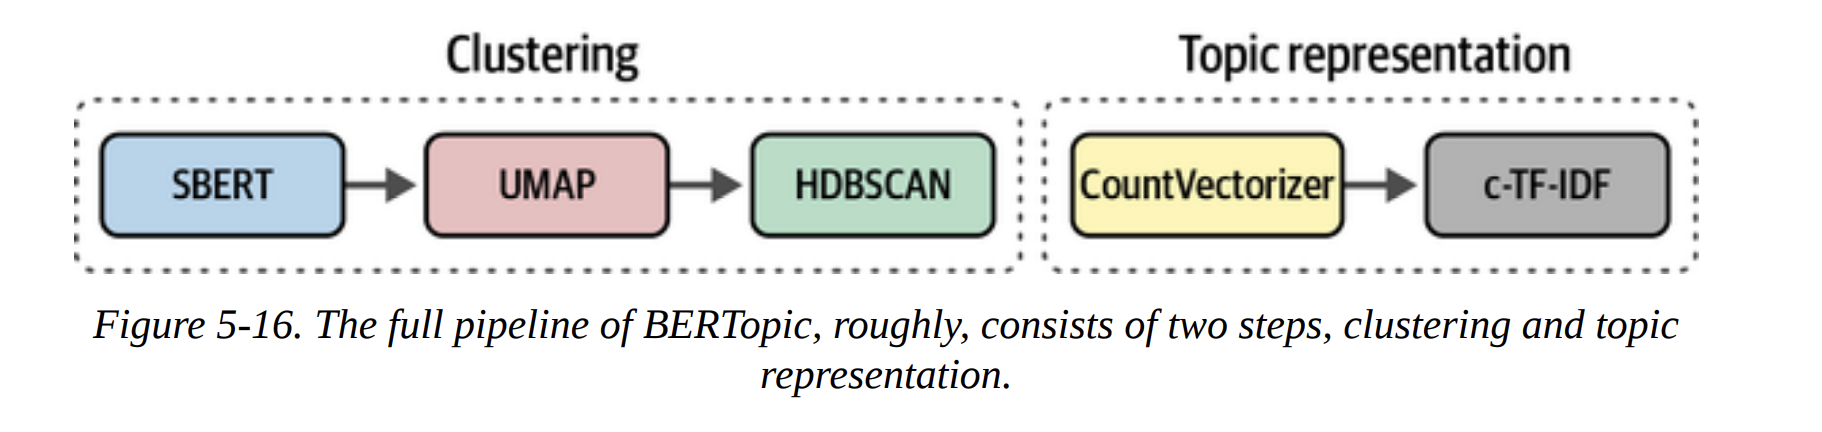 Clustering
Topic representation
SBERT
UMAP
HDBSCAN
CountVectorizer
c-TF-IDF
Figure 5-16. The full pipeline of BERTopic, roughly, consists of two steps, clustering and topic
representation.